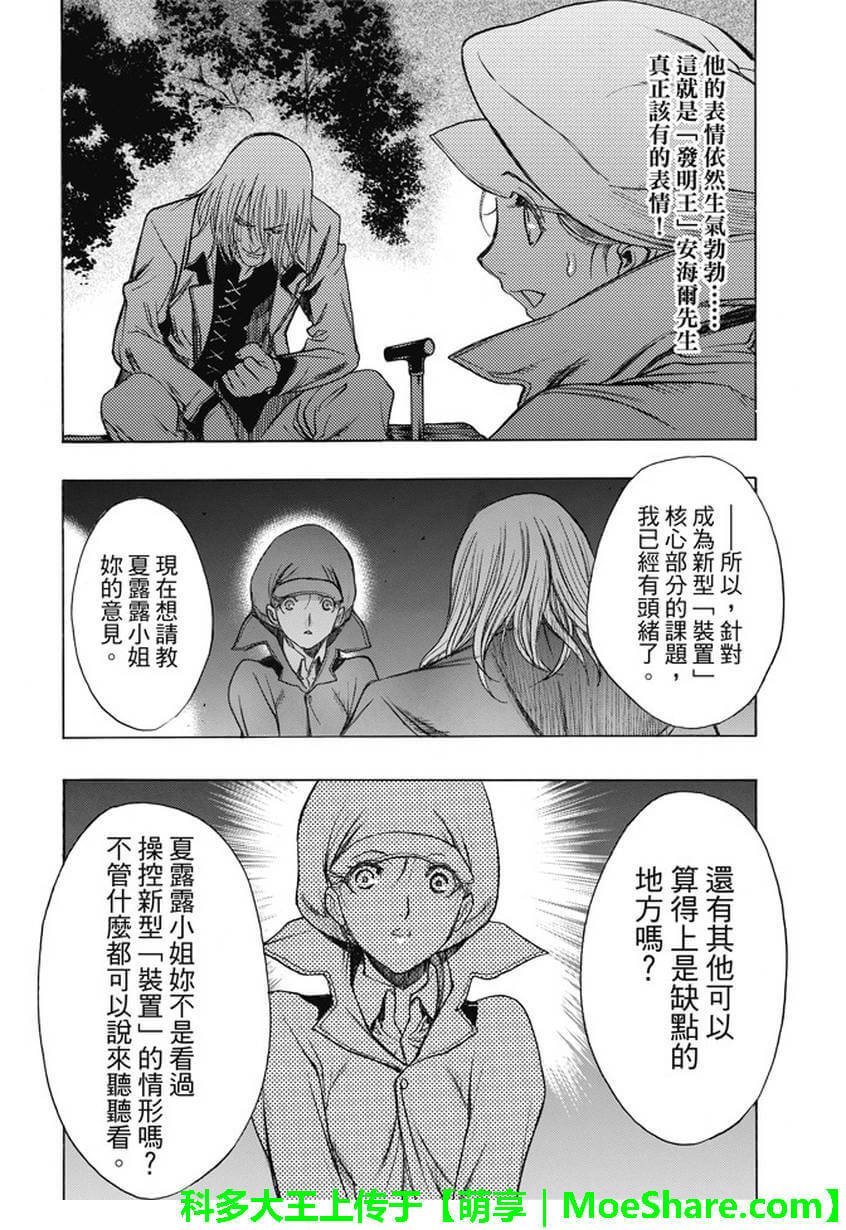 他的表情依然生氣勃勃……
這就是「發明王」安海爾先生
真正該有的表情！
——所以，針對
成為新型「裝置」
核心部分的課題，
我已經有頭緒了。
現在想請教
夏露露小姐
妳的意見。
還有其他可以
算得上是缺點的
地方嗎？
夏露露小姐妳不是看過
操控新型「裝置」的情形嗎？
不管什麼都可以說來聽聽看。
科多大王上传于【萌享｜MoeShare.com】